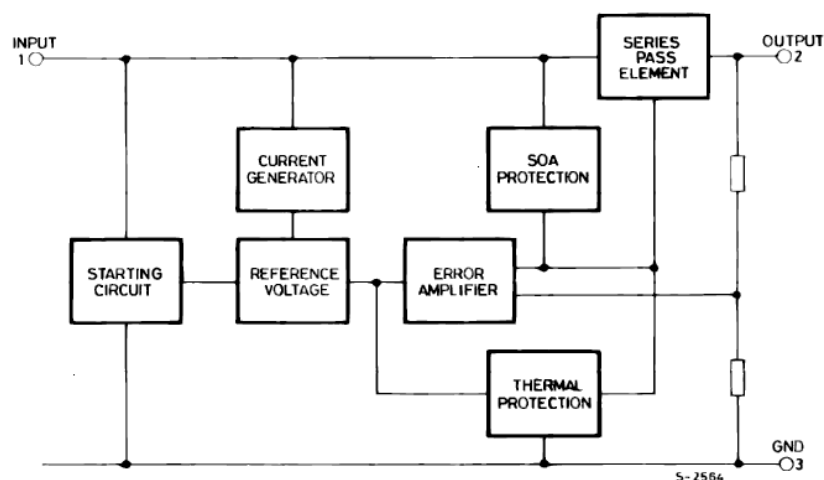 INPUT
1
SERIES
PASS
ELEMENT
OUTPUT
2
CURRENT
GENERATOR
SOA
PROTECTION
STARTING
CIRCUIT
REFERENCE
VOLTAGE
ERROR
AMPLIFIER
THERMAL
PROTECTION
GND
3
S-2564